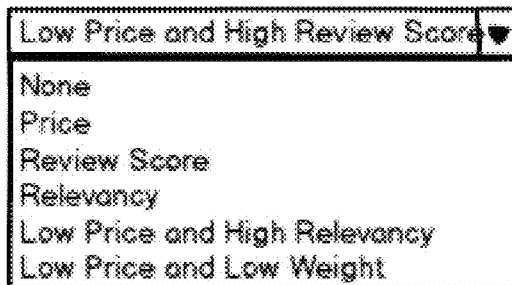 Low Price and High Review Score
None
Price
Review Score
Relevancy
Low Price and High Relevancy
Low Price and Low Weight